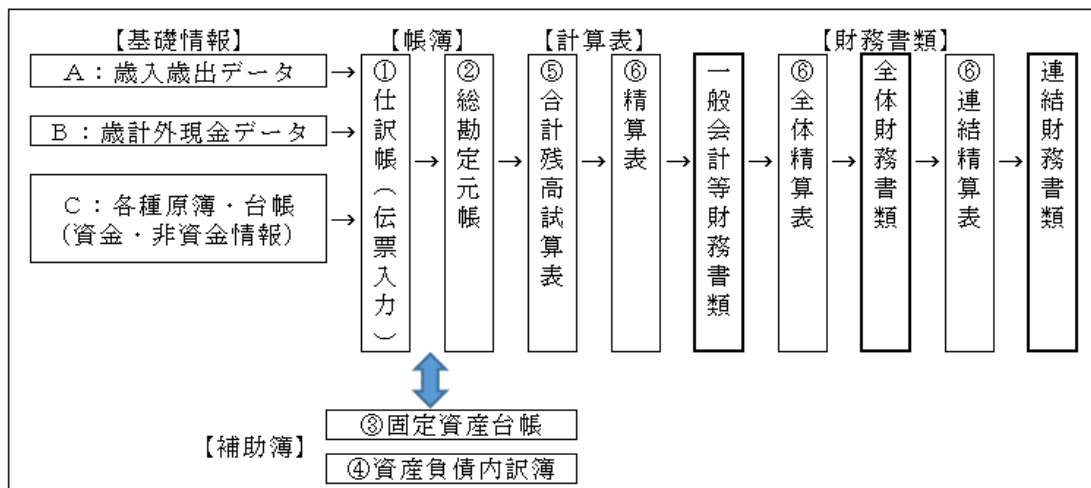 【基礎情報】
【帳簿】
【計算表】
【財務書類】
A：歳入歳出データ
B：歳計外現金データ
C：各種原簿・台帳
(資金・非資金情報)
→
→
→
①仕訳帳（伝票入力）
→
②総勘定元帳
→
⑤合計残高試算表
→
⑥精算表
→
一般会計等財務書類
→
⑥全体精算表
→
全体財務書類
→
⑥連結精算表
→
連結財務書類
【補助簿】
③固定資産台帳
④資産負債内訳簿